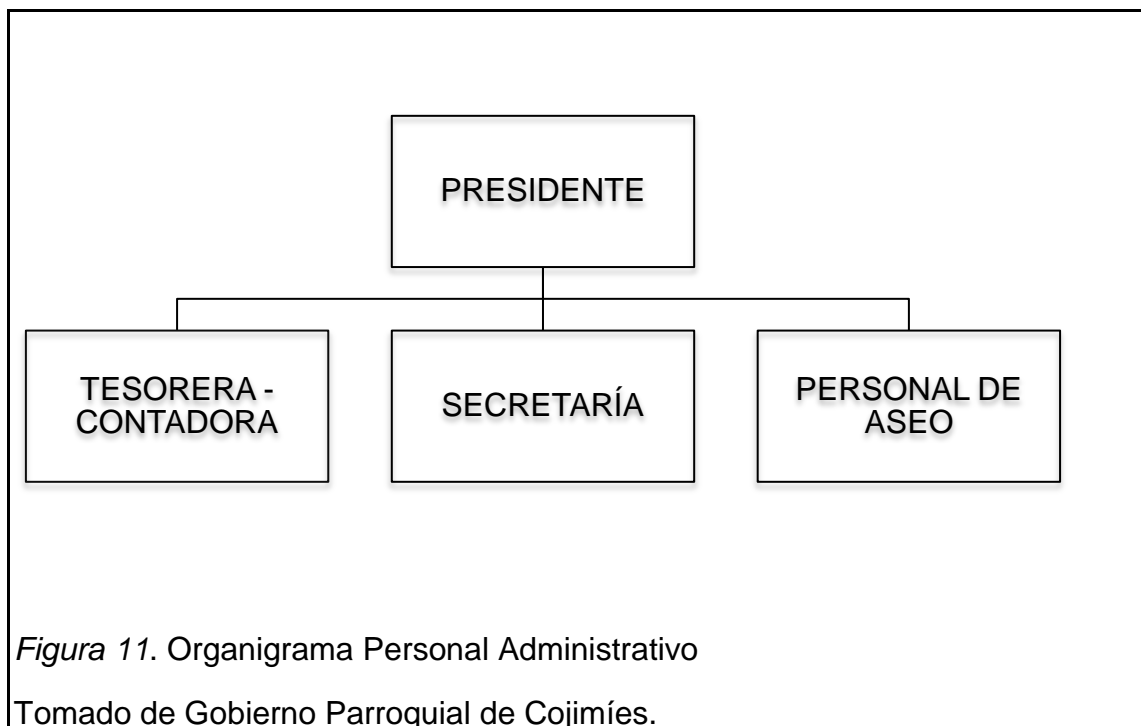 PRESIDENTE
TESORERA -
CONTADORA
SECRETARÍA
PERSONAL DE
ASEO
Figura 11. Organigrama Personal Administrativo
Tomado de Gobierno Parroquial de Cojimíes.